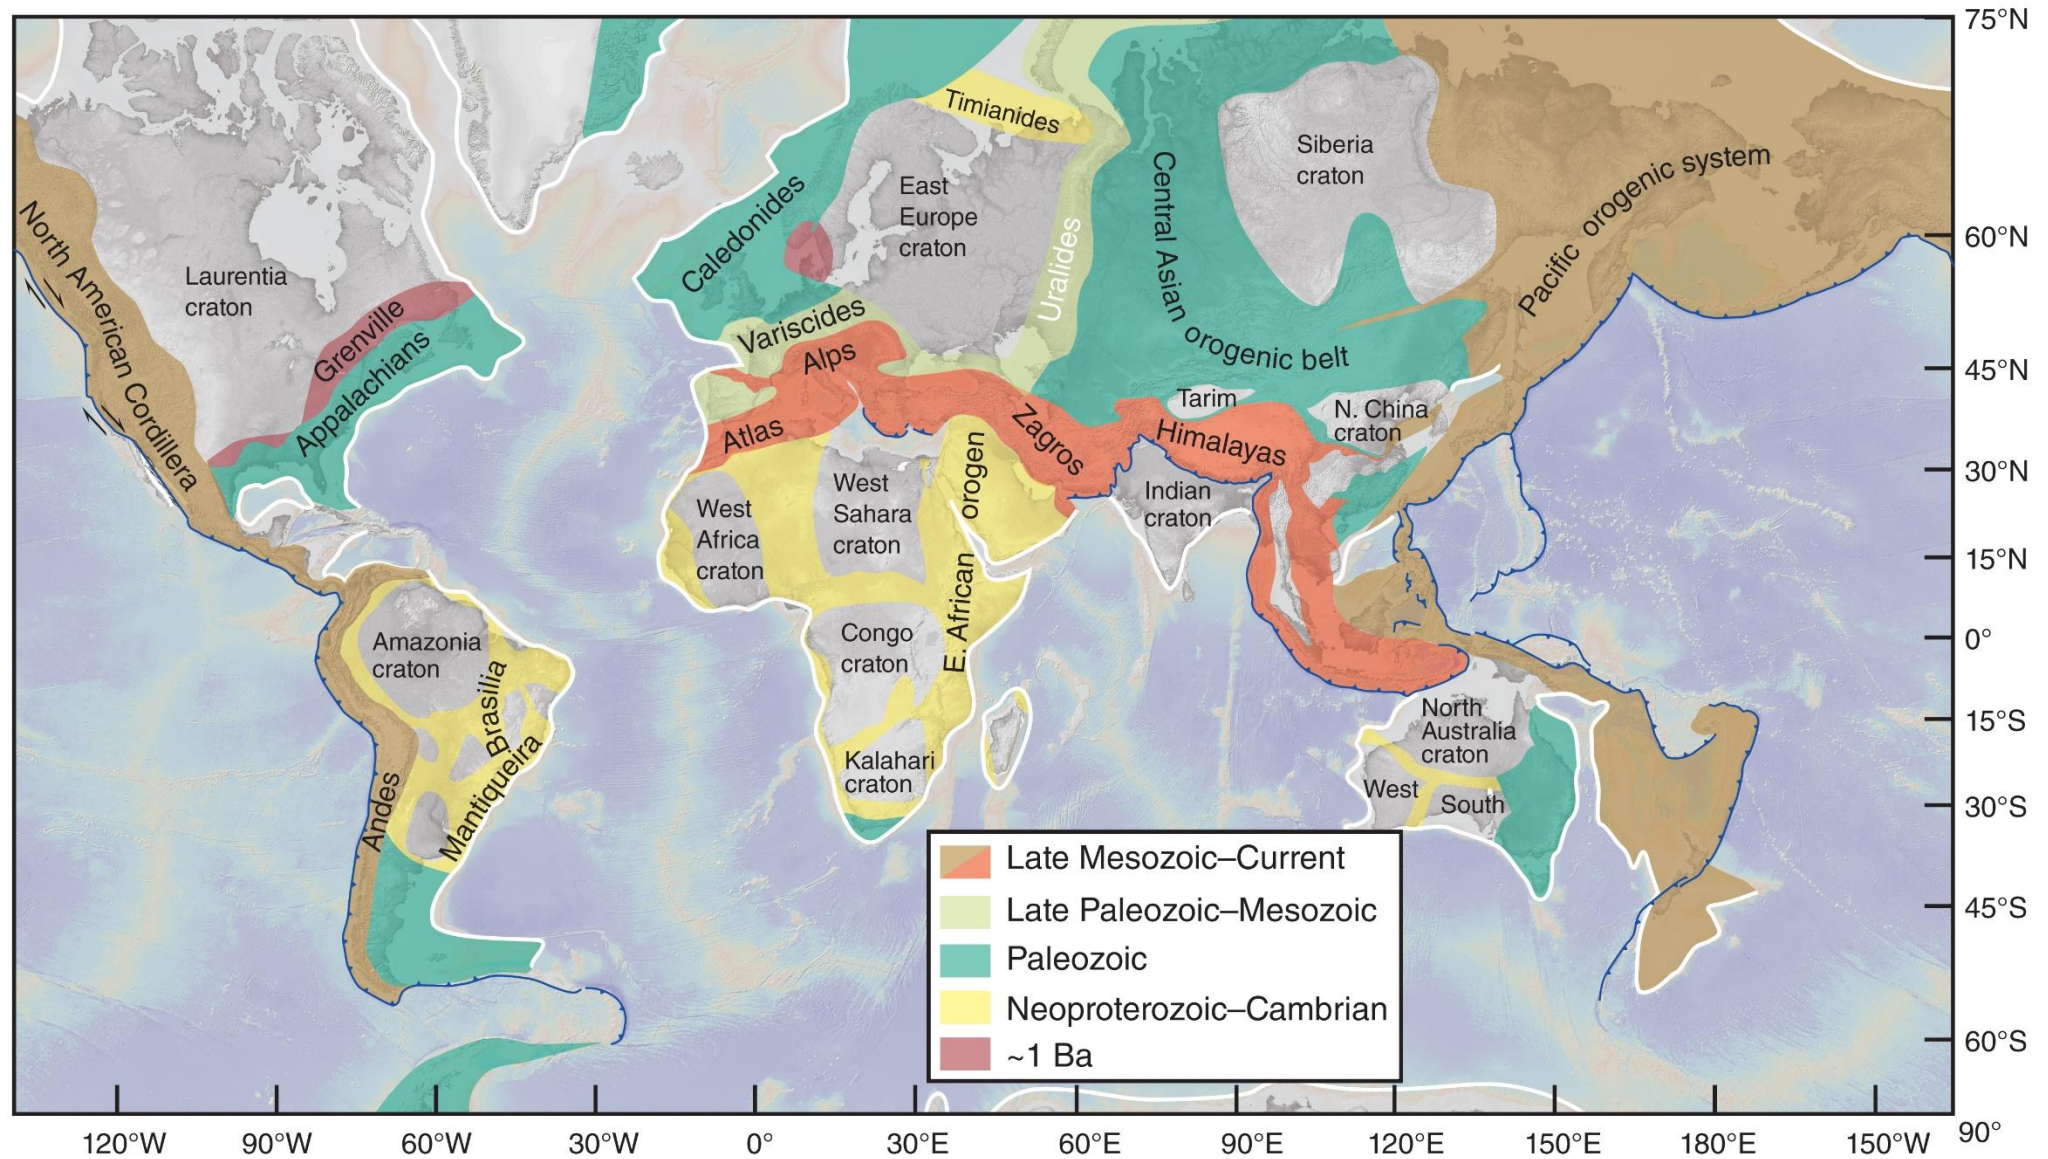 75°N
60°N
45°N
30°N
15°N
0°
15°S
30°S
45°S
60°S
90°
120°W
90°W
60°W
30°W
0°
30°E
60°E
90°E
120°E
150°E
180°E
150°W
North American Cordillera
Laurentia
craton
Grenville
Appalachians
Caledonides
Timianides
East
Europe
craton
Uralides
Variscides
Alps
Atlas
Zagros
Central Asian orogenic belt
Siberia
craton
Pacific orogenic system
Tarim
N. China
craton
Himalayas
Indian
craton
West
Africa
craton
West
Sahara
craton
E. African orogen
Congo
craton
Kalahari
craton
Amazonia
craton
Brasilia
Mantiqueira
Andes
North
Australia
craton
West
South
Late Mesozoic–Current
Late Paleozoic–Mesozoic
Paleozoic
Neoproterozoic–Cambrian
~1 Ba